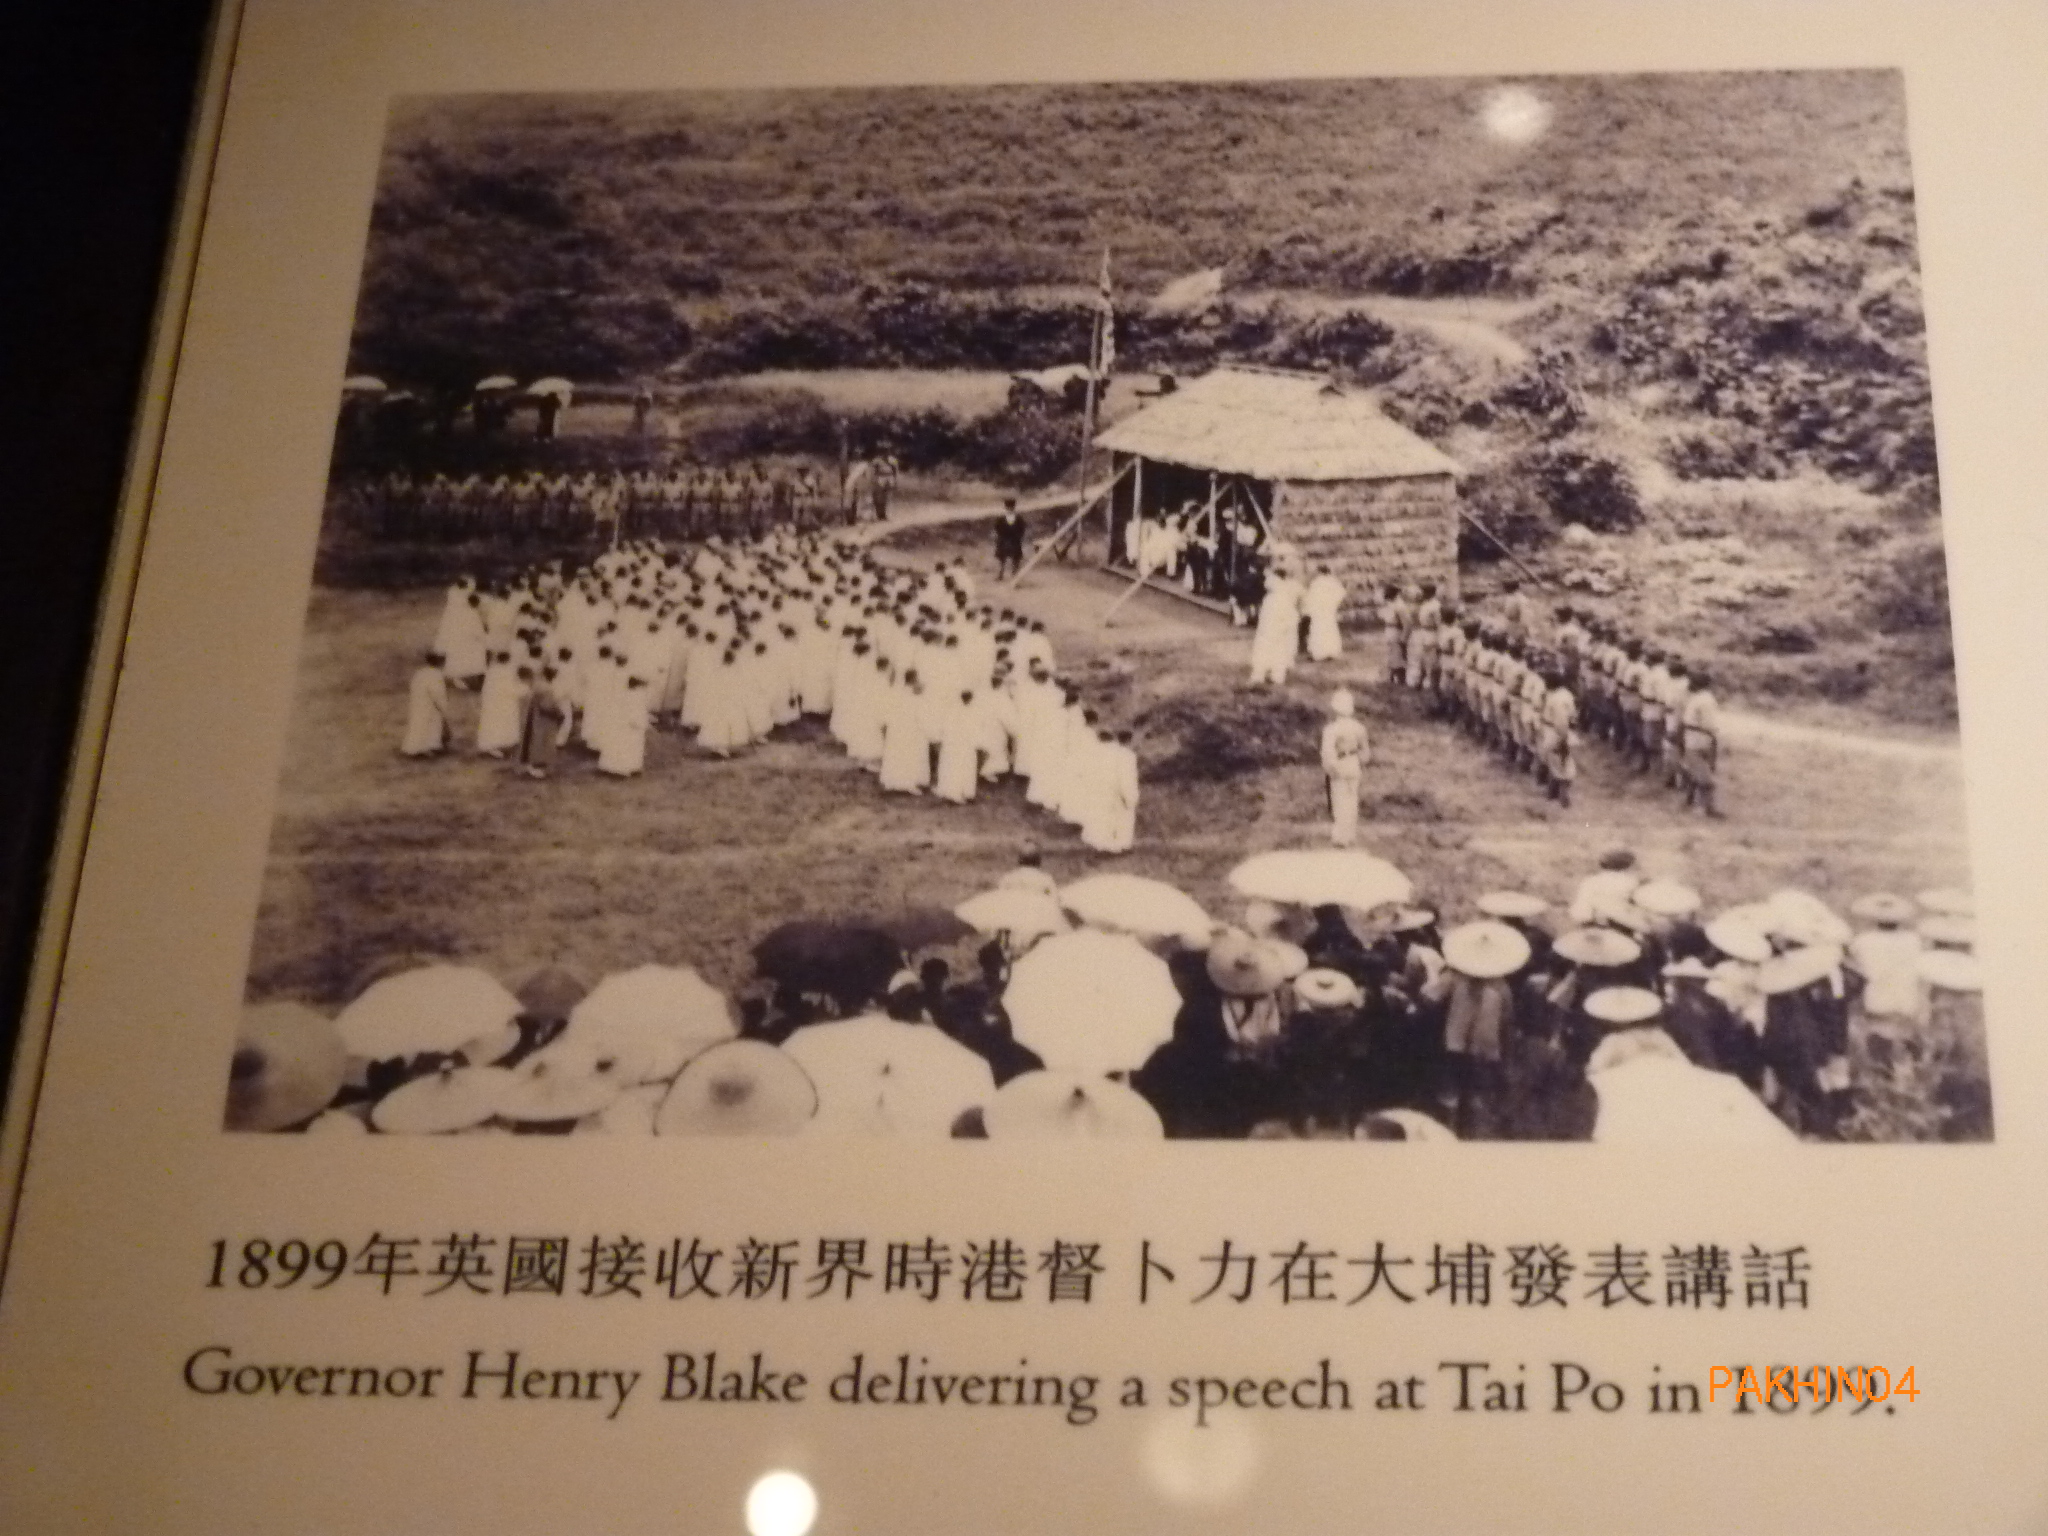 1899年英國接收新界時港督卜力在大埔發表講話
Governor Henry Blake delivering a speech at Tai Po in 1899.
PAKHIN04